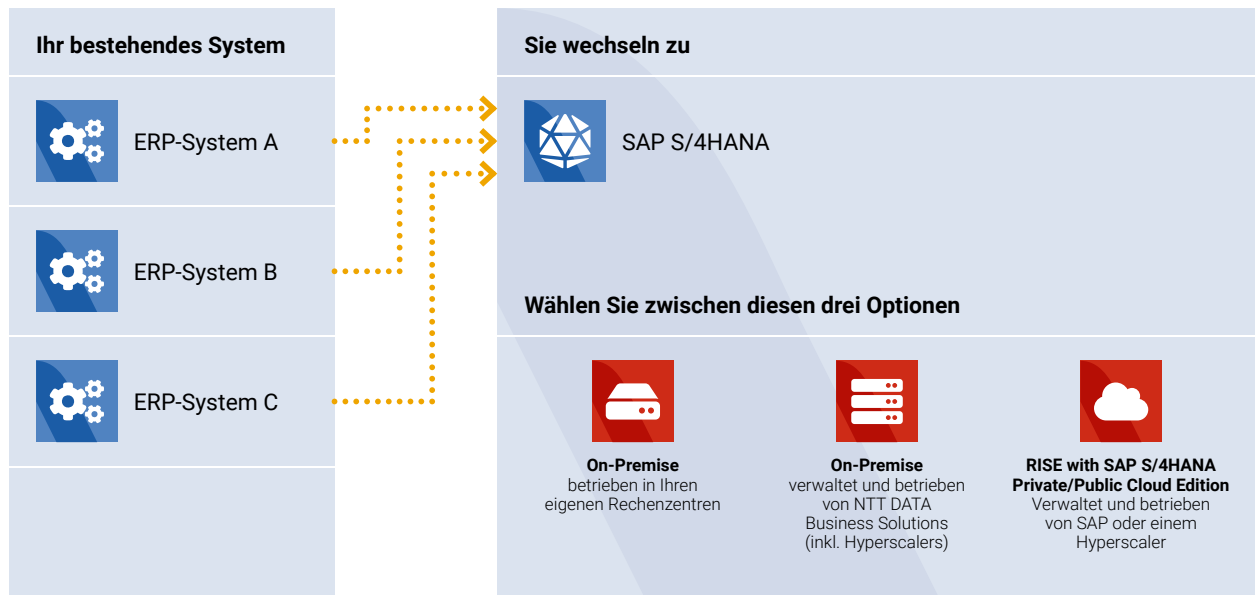 Ihr bestehendes System
ERP-System A
ERP-System B
ERP-System C
Sie wechseln zu
SAP S/4HANA
Wählen Sie zwischen diesen drei Optionen
On-Premise
betrieben in Ihren
eigenen Rechenzentren
On-Premise
verwaltet und betrieben
von NTT DATA
Business Solutions
(inkl. Hyperscalers)
RISE with SAP S/4HANA
Private/Public Cloud Edition
Verwaltet und betrieben
von SAP oder einem
Hyperscaler